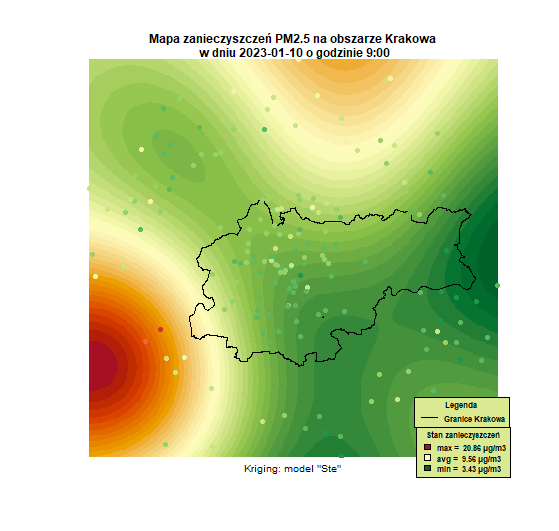 Mapa zanieczyszczeń PM2.5 na obszarze Krakowa
w dniu 2023-01-10 o godzinie 9:00
Legenda
Granice Krakowa
Stan zanieczyszczeń
max = 20.86 µg/m3
avg = 9.56 µg/m3
min = 3.43 µg/m3
Kriging: model "Ste"